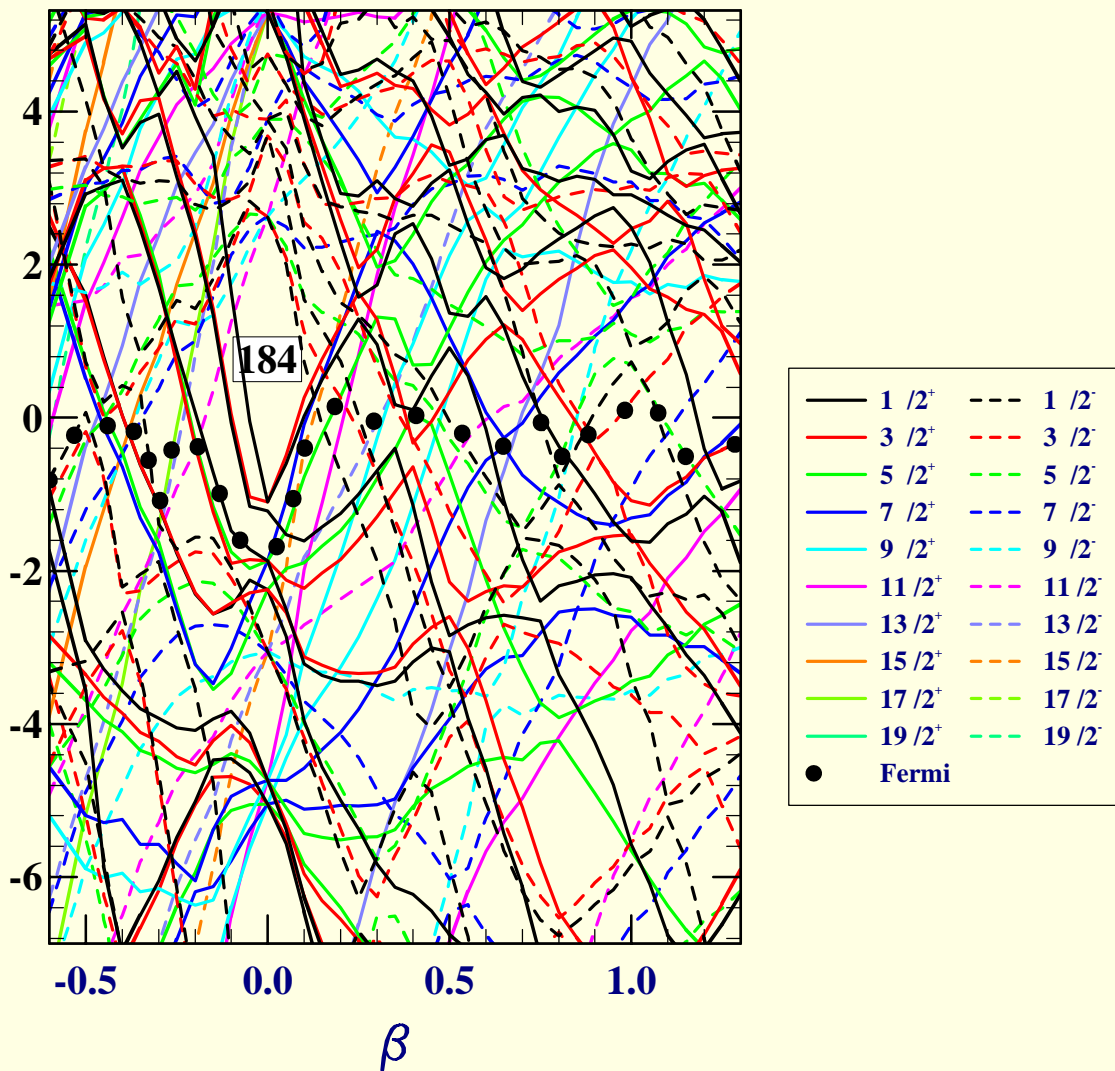 4
2
0
-2
-4
-6
184
-0.5 0.0 0.5 1.0
β
1 /2⁺ 1 /2⁻
3 /2⁺ 3 /2⁻
5 /2⁺ 5 /2⁻
7 /2⁺ 7 /2⁻
9 /2⁺ 9 /2⁻
11 /2⁺ 11 /2⁻
13 /2⁺ 13 /2⁻
15 /2⁺ 15 /2⁻
17 /2⁺ 17 /2⁻
19 /2⁺ 19 /2⁻
Fermi